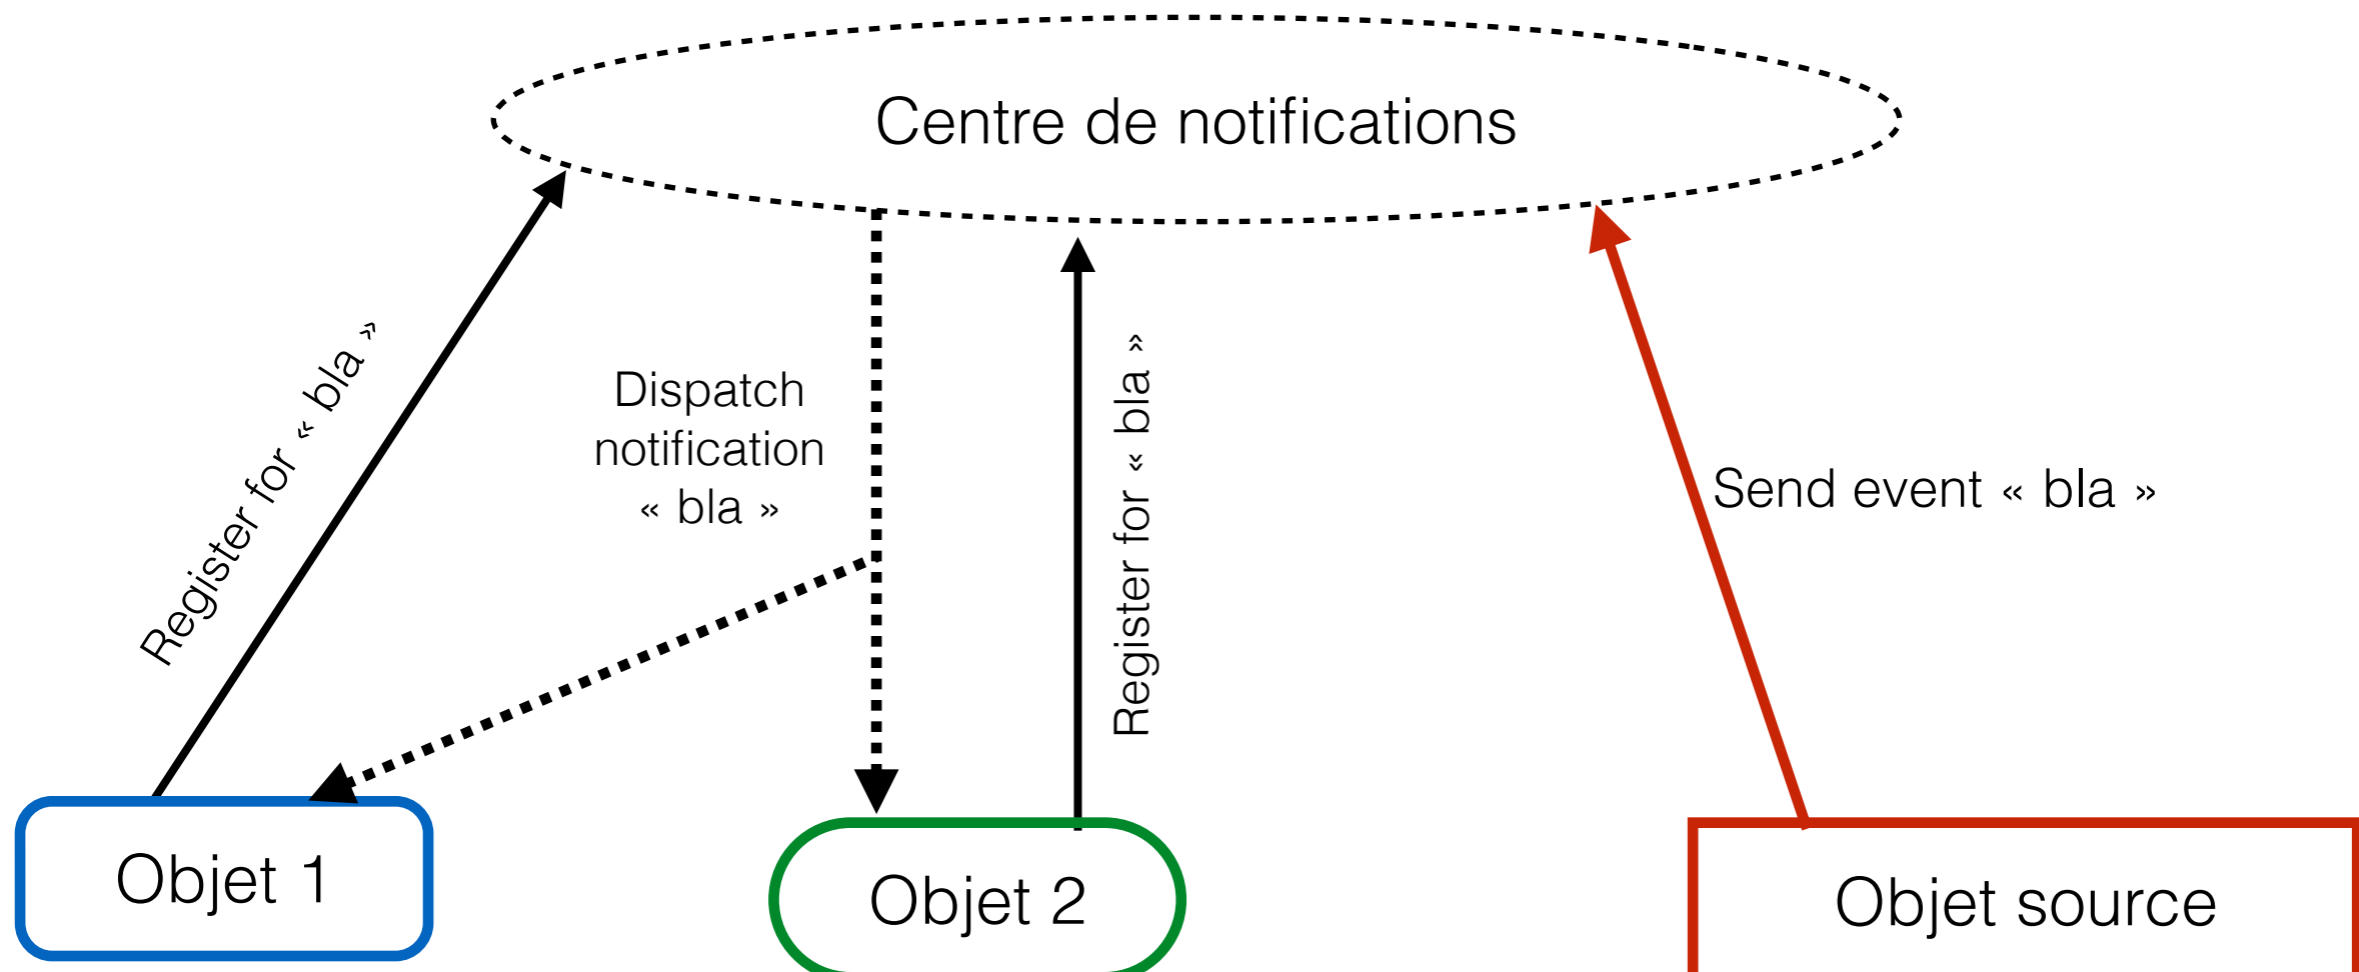 Centre de notifications
Register for « bla »
Dispatch
notification
« bla »
Register for « bla »
Send event « bla »
Objet 1
Objet 2
Objet source